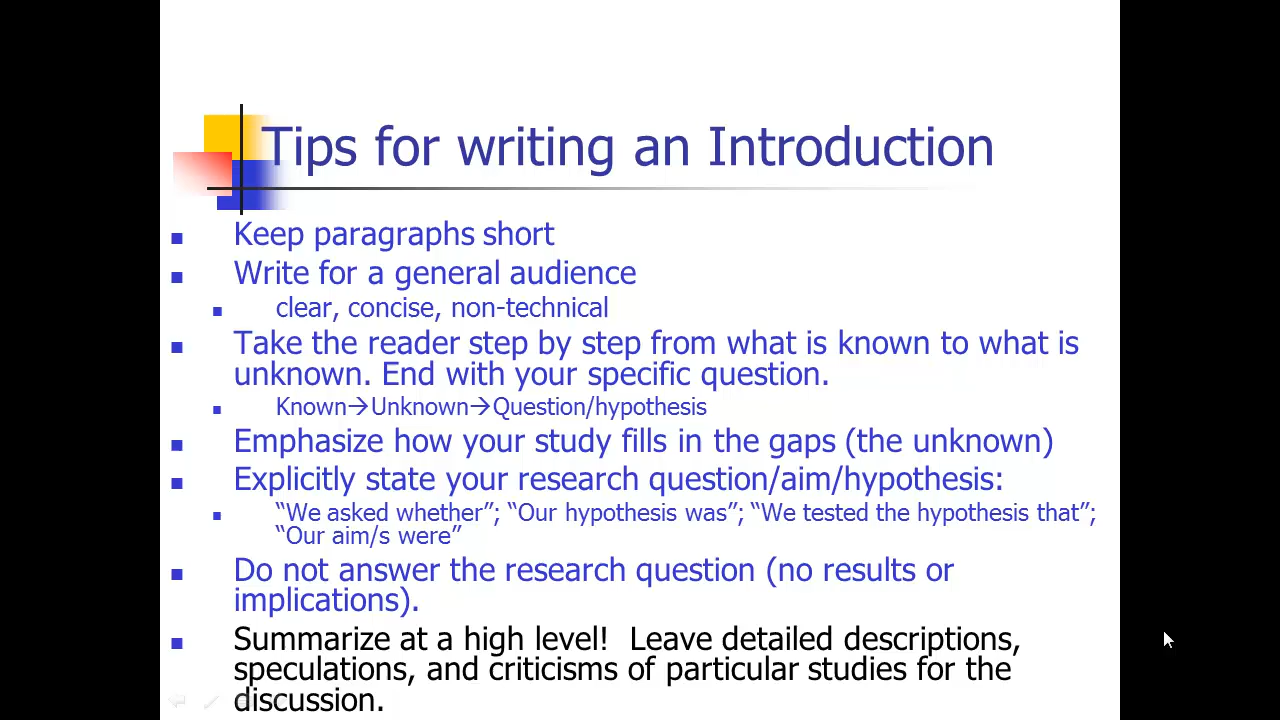 Tips for writing an Introduction
Keep paragraphs short
Write for a general audience
clear, concise, non-technical
Take the reader step by step from what is known to what is
unknown. End with your specific question.
Known→Unknown→Question/hypothesis
Emphasize how your study fills in the gaps (the unknown)
Explicitly state your research question/aim/hypothesis:
“We asked whether”; “Our hypothesis was”; “We tested the hypothesis that”;
“Our aim/s were”
Do not answer the research question (no results or
implications).
Summarize at a high level!  Leave detailed descriptions,
speculations, and criticisms of particular studies for the
discussion.